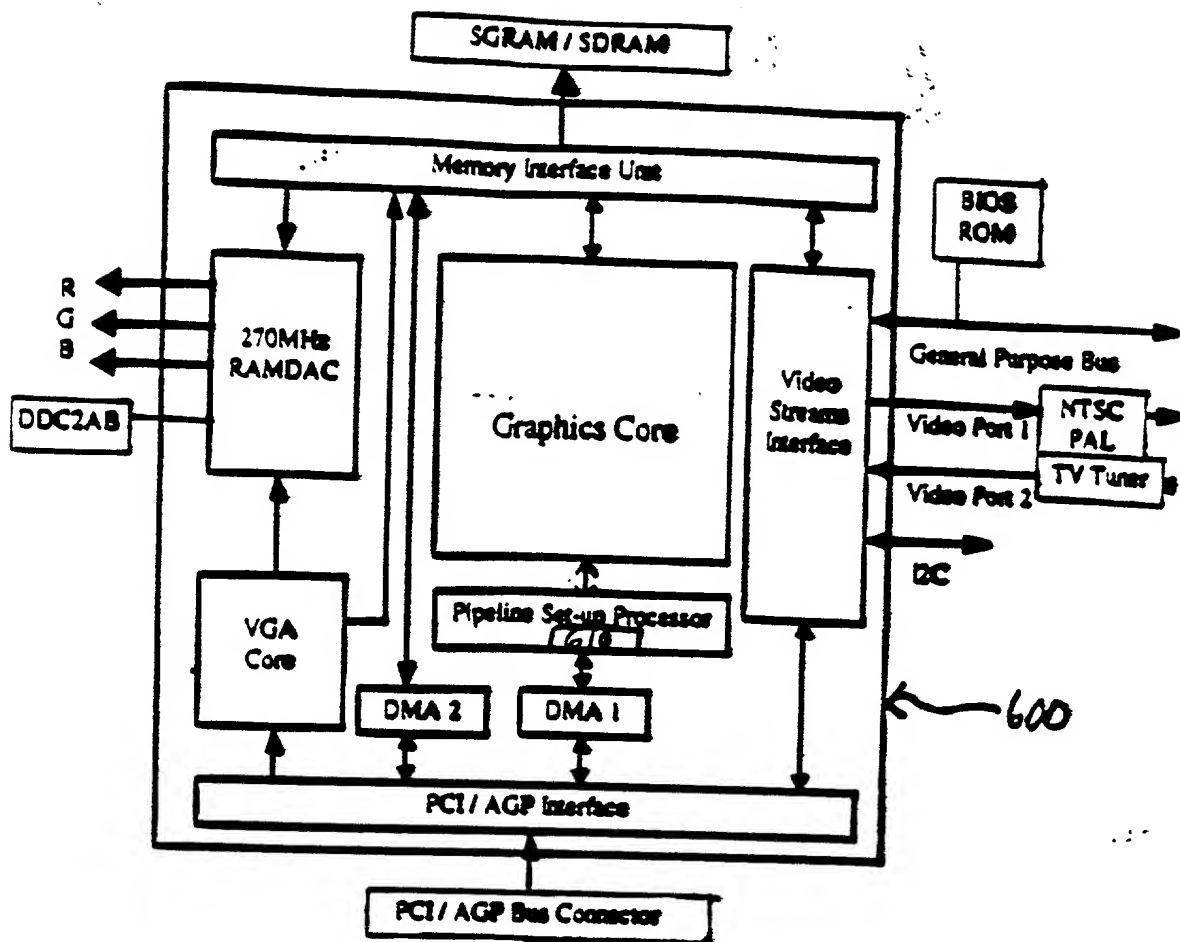 SGRAM / SDRAM
Memory Interface Unit
BIOS
ROM
R
G
B
270MHz
RAMDAC
DDC2AB
Graphics Core
Video
Streams
Interface
General Purpose Bus
Video Port 1
NTSC
PAL
TV Tuner
Video Port 2
I2C
Pipeline Set-up Processor
610
VGA
Core
DMA 2
DMA 1
600
PCI / AGP Interface
PCI / AGP Bus Connector